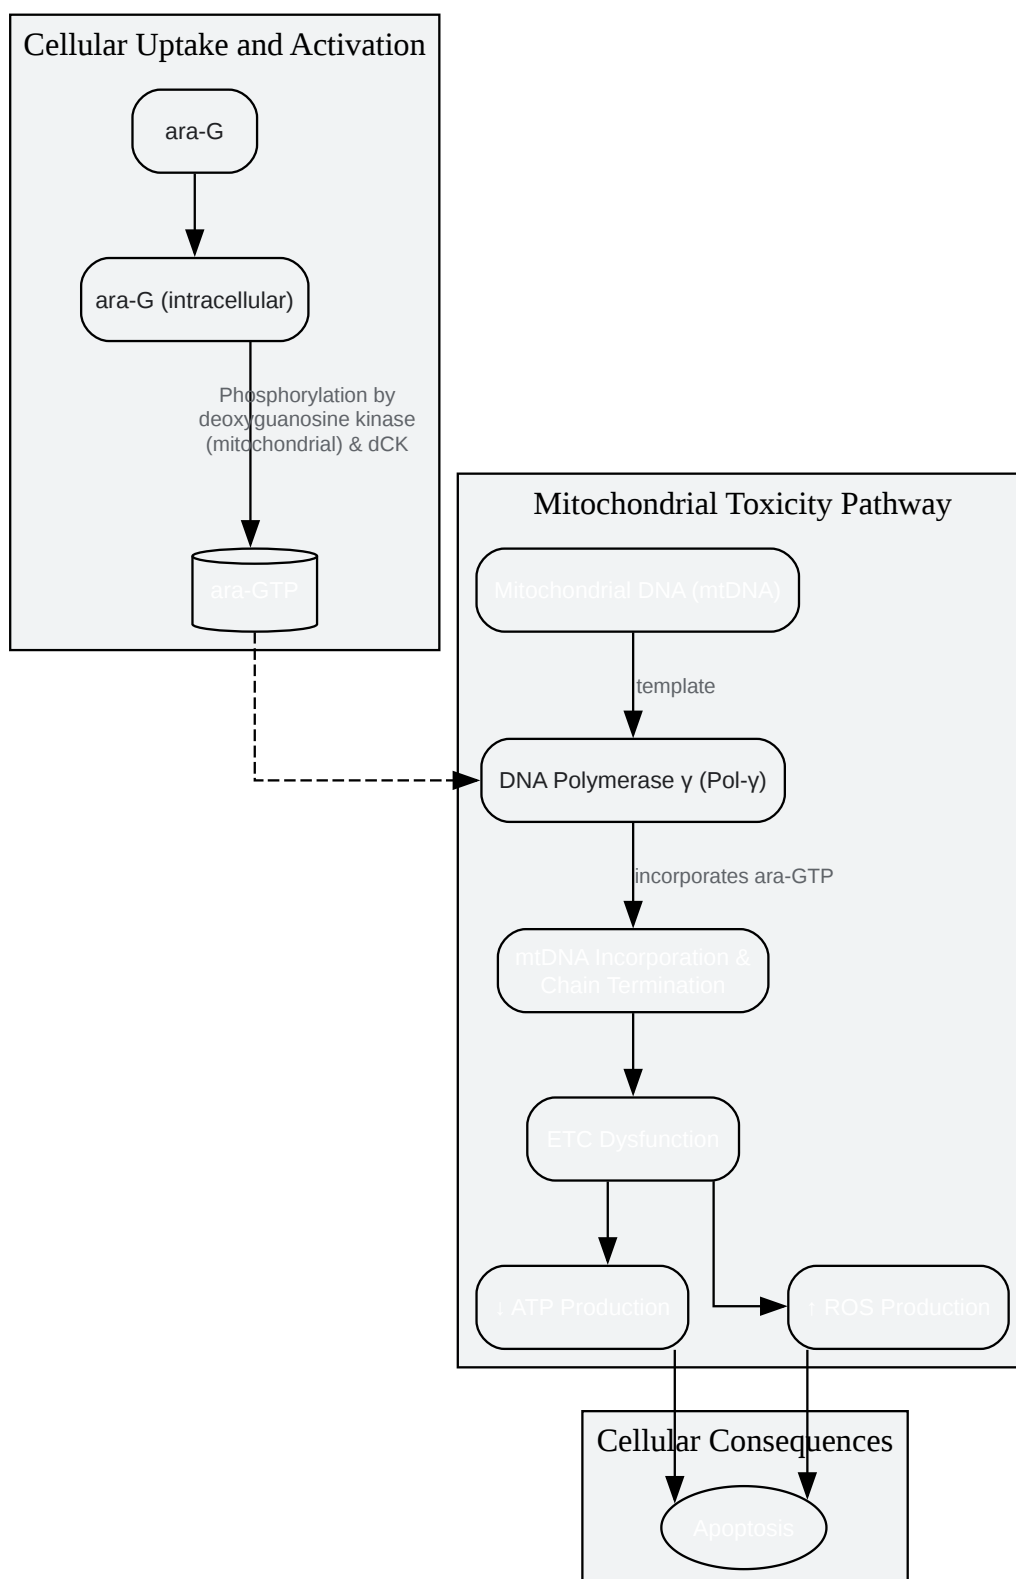 Cellular Uptake and Activation
ara-G
ara-G (intracellular)
Phosphorylation by
deoxyguanosine kinase
(mitochondrial) & dCK
ara-GTP
Mitochondrial Toxicity Pathway
Mitochondrial DNA (mtDNA)
template
DNA Polymerase γ (Pol-γ)
incorporates ara-GTP
mtDNA Incorporation &
Chain Termination
ETC Dysfunction
↓ ATP Production
↑ ROS Production
Cellular Consequences
Apoptosis